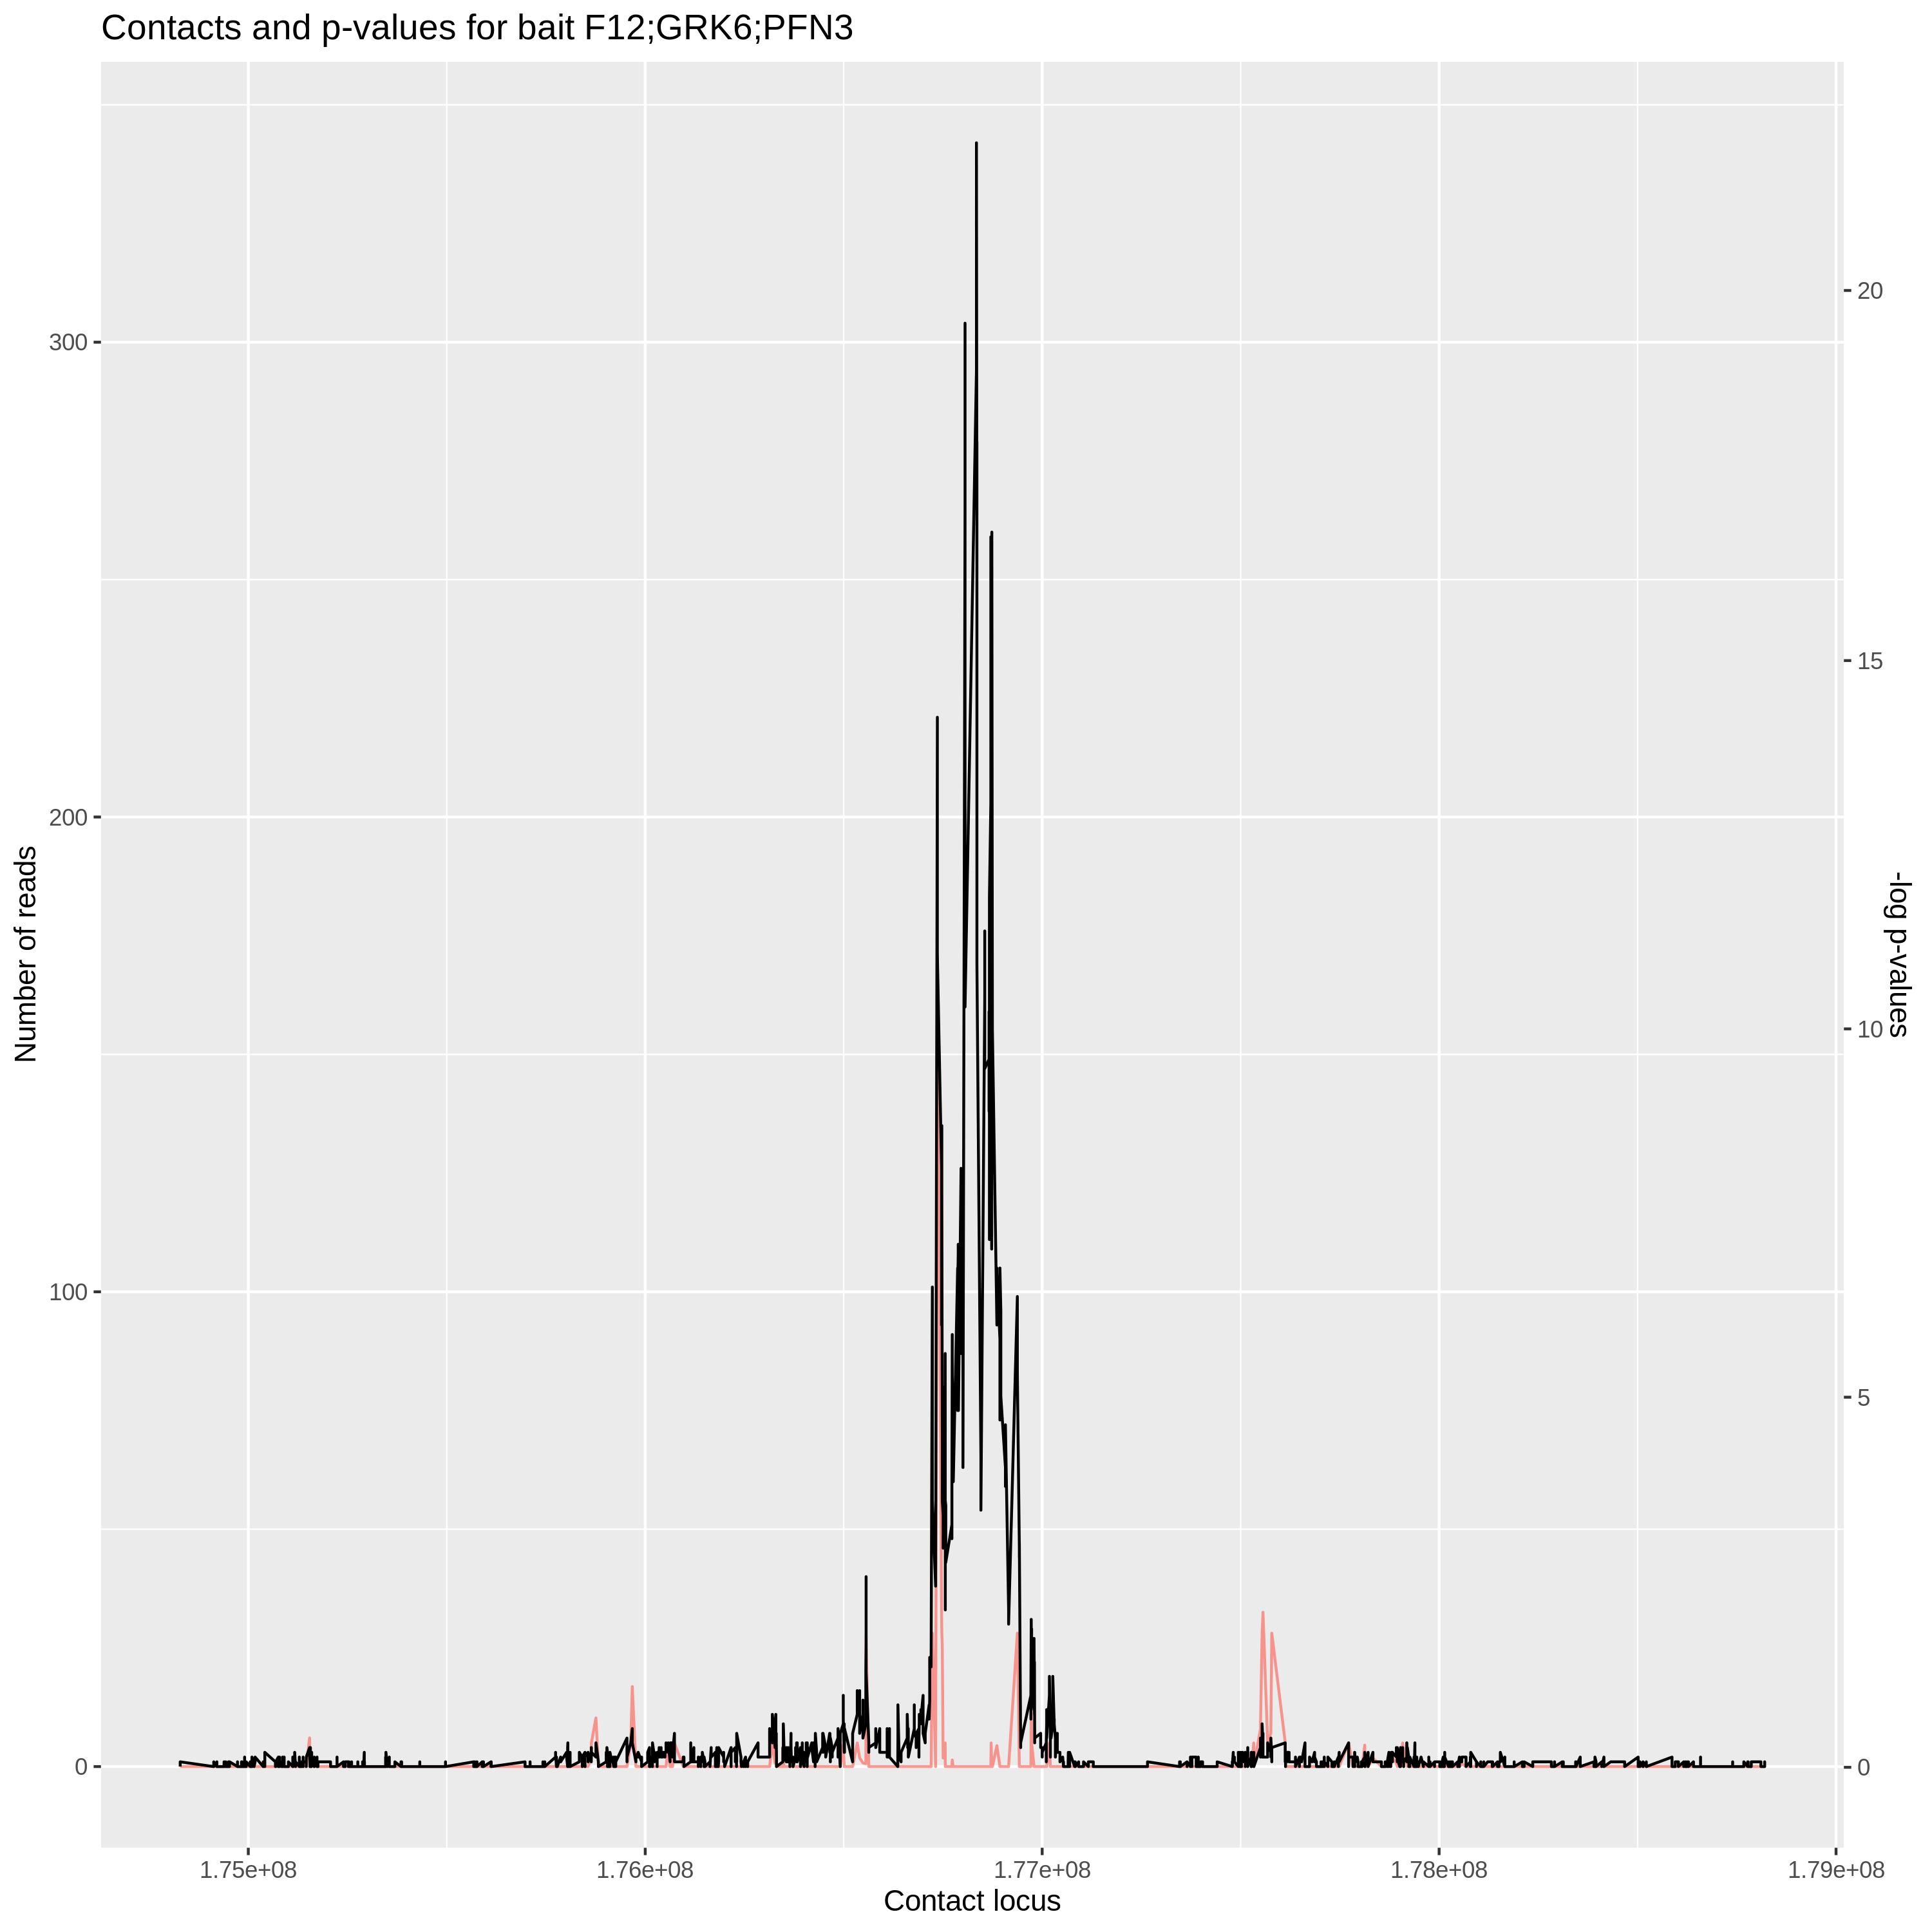 Contacts and p-values for bait F12;GRK6;PFN3
300
200
100
0
Number of reads
20
15
10
5
0
-log p-values
1.75e+08
1.76e+08
1.77e+08
1.78e+08
1.79e+08
Contact locus